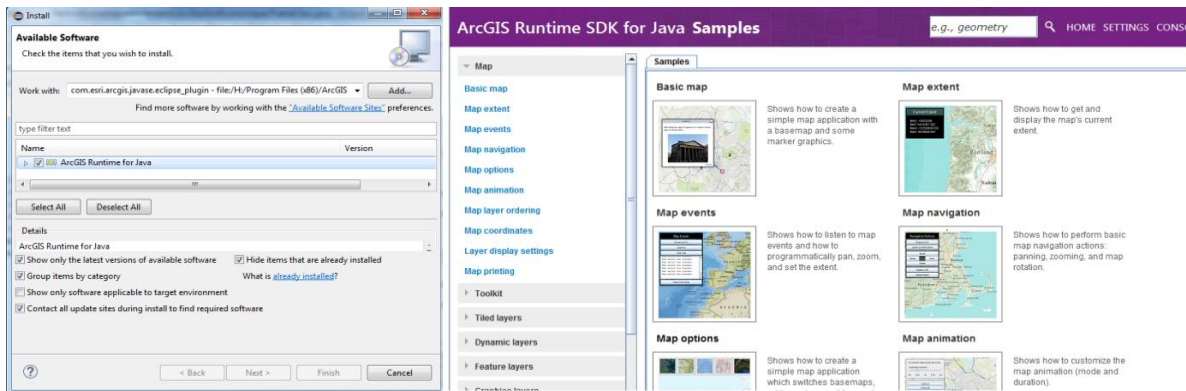 Install
Available Software
Check the items that you wish to install.
Work with: com.esri.arcgis.javase.eclipse_plugin - file:/H:/Program Files (x86)/ArcGIS
Add...
Find more software by working with the "Available Software Sites" preferences.
type filter text
Name Version
ArcGIS Runtime for Java
Select All Deselect All
Details
ArcGIS Runtime for Java
Show only the latest versions of available software Hide items that are already installed
Group items by category What is already installed?
Show only software applicable to target environment
Contact all update sites during install to find required software
< Back Next > Finish Cancel
ArcGIS Runtime SDK for Java Samples
e.g., geometry HOME SETTINGS CONSO
Map
Basic map
Map extent
Map events
Map navigation
Map options
Map animation
Map layer ordering
Map coordinates
Layer display settings
Map printing
Toolkit
Tiled layers
Dynamic layers
Feature layers
Graphics layers
Samples
Basic map
Shows how to create a
simple map application with
a basemap and some
marker graphics.
Map extent
Shows how to get and
display the map's current
extent.
Map events
Shows how to listen to map
events and how to
programmatically pan, zoom,
and set the extent.
Map navigation
Shows how to perform basic
map navigation actions:
panning, zooming, and map
rotation.
Map options
Shows how to create a
simple map application
which switches basemaps,
Map animation
Shows how to customize the
map animation (mode and
duration).